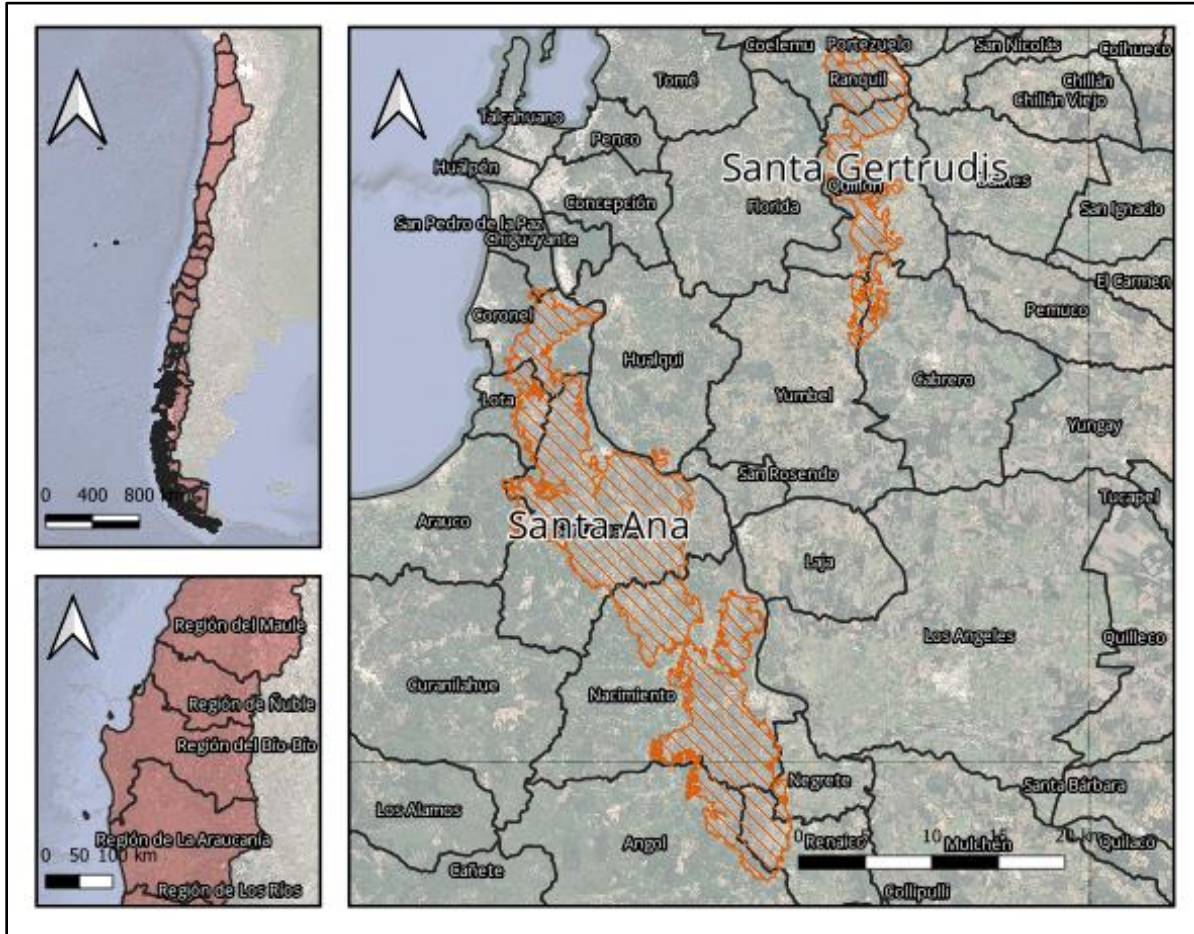 0 400 800 km
Región del Maule
Región de Ñuble
Región del Bío-Bío
Región de La Araucanía
0 50 100 km
Región de Los Ríos
Coelemu
Portezuelo
San Nicolás
Coihueco
Tomé
Ranquil
Chillán
Chillán Viejo
Talcahuano
Penco
Hualpén
Santa Gertrudis
Quillón
Bulnes
Concepción
Florida
San Ignacio
San Pedro de la Paz
Chiguayante
El Carmen
Pemuco
Coronel
Hualqui
Cabrero
Lota
Yumbel
Yungay
San Rosendo
Tucapel
Arauco
Santa Ana
Laja
Los Angeles
Quilleco
Curanilahue
Nacimiento
Negrete
Santa Bárbara
Los Alamos
0 5 10 15 20 km
Angol
Renaico
Mulchén
Quilaco
Cañete
Collipulli